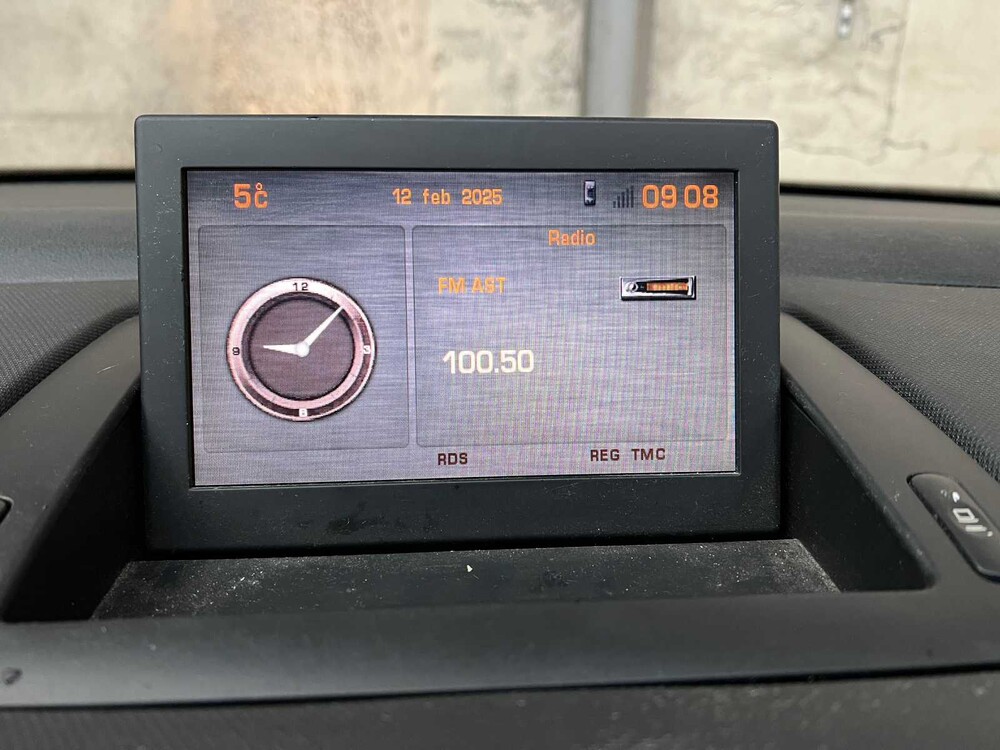 5°C 12 feb 2025 09 08
Radio
12
FM AST
9 3
100.50
6
RDS REG TMC